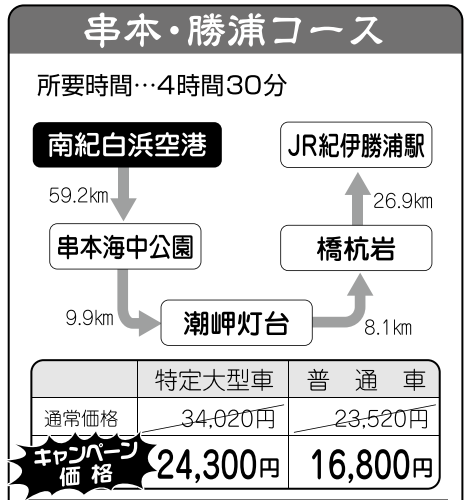 串本・勝浦コース
所要時間…4時間30分
南紀白浜空港
59.2km
串本海中公園
9.9km
潮岬灯台
8.1km
橋杭岩
26.9km
JR紀伊勝浦駅
特定大型車 普通車
通常価格 34,020円 23,520円
キャンペーン
価格
24,300円 16,800円